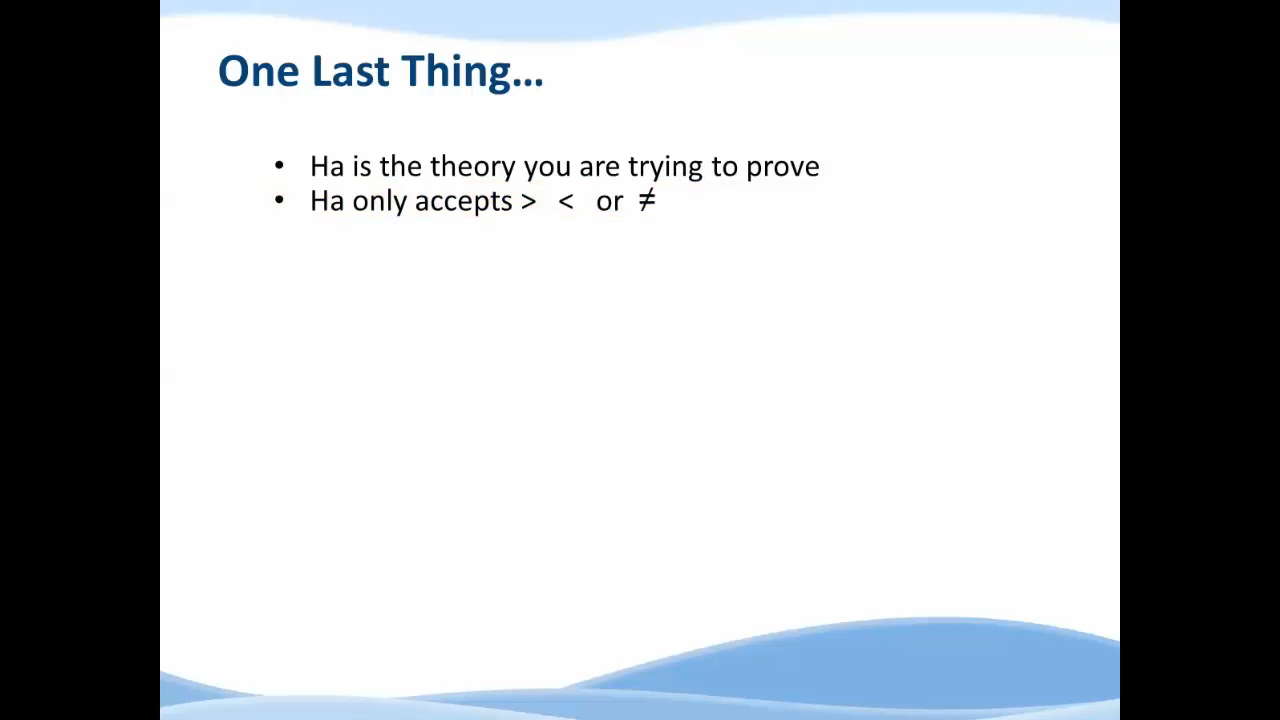 One Last Thing...
• Ha is the theory you are trying to prove
• Ha only accepts > < or ≠